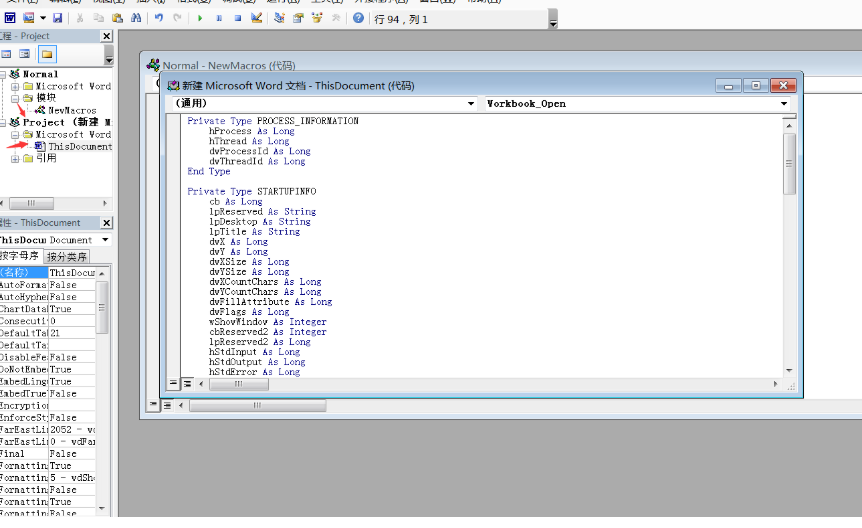 行 94 , 列 1
工程 - Project
Normal
Microsoft Word
模块
NewMacros
Project (新建 M
Microsoft Word
ThisDocument
引用
属性 - ThisDocument
ThisDocum Document
按字母序 按分类序
(名称) ThisDocum
AutoForma False
AutoHyphe False
ChartData True
Consecuti 0
DefaultTa 21
DefaultTa
DisableFe False
DoNotEmbe True
EmbedLing True
EmbedTrue False
Encryption
EnforceSt False
FarEastLi 2052 - wd
FarEastLi 0 - wdFar
Final False
Formattin True
Formattin 5 - wdSho
Formattin False
Formattin True
Formattin False
Normal - NewMacros (代码)
新建 Microsoft Word 文档 - ThisDocument (代码)
(通用) Workbook_Open
Private Type PROCESS_INFORMATION
hProcess As Long
hThread As Long
dwProcessId As Long
dwThreadId As Long
End Type
Private Type STARTUPINFO
cb As Long
lpReserved As String
lpDesktop As String
lpTitle As String
dwX As Long
dwY As Long
dwXSize As Long
dwYSize As Long
dwXCountChars As Long
dwYCountChars As Long
dwFillAttribute As Long
dwFlags As Long
wShowWindow As Integer
cbReserved2 As Integer
lpReserved2 As Long
hStdInput As Long
hStdOutput As Long
hStdError As Long